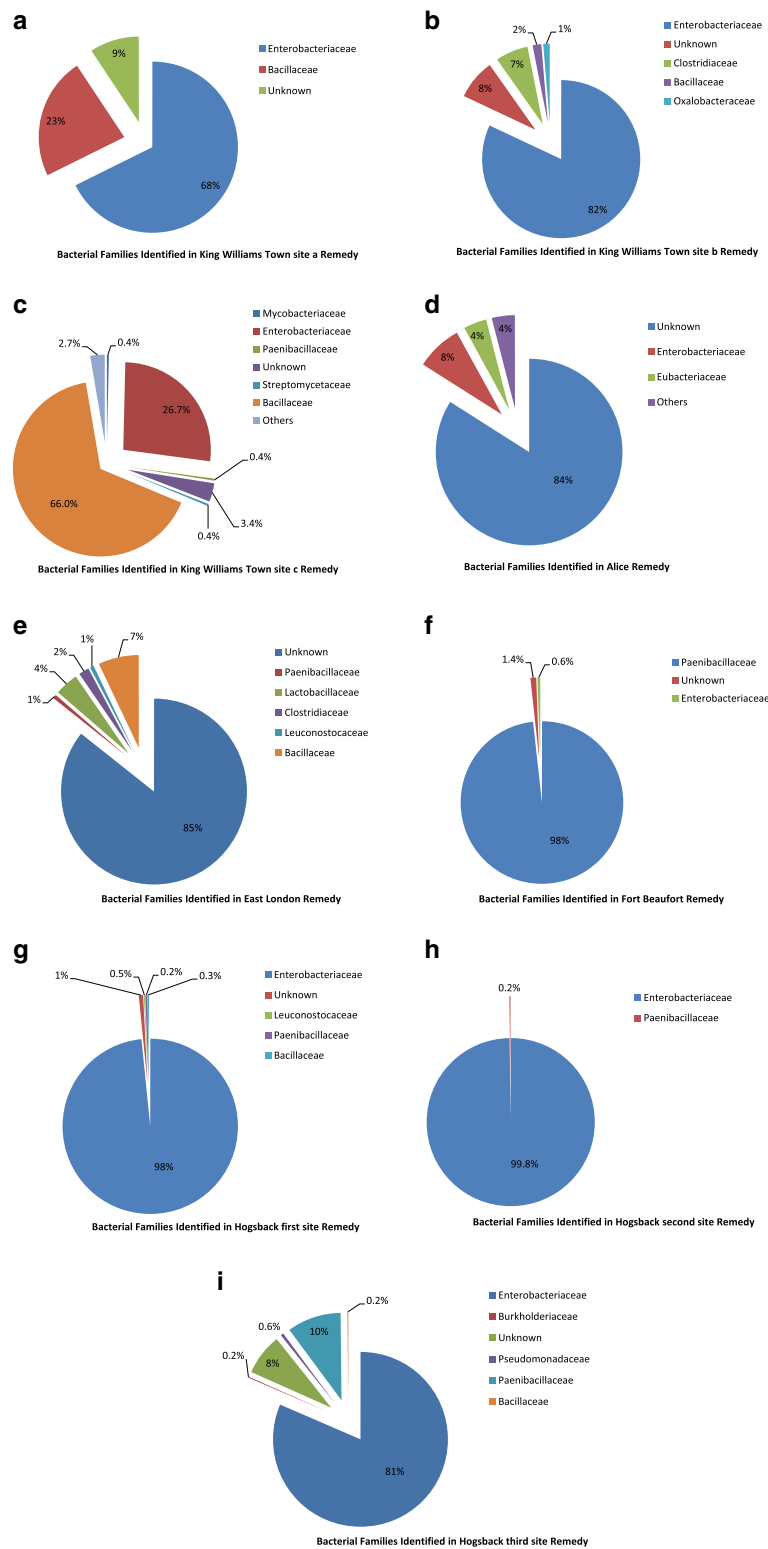 a
9%
23%
68%
Enterobacteriaceae
Bacillaceae
Unknown
Bacterial Families Identified in King Williams Town site a Remedy
b
2%
1%
7%
8%
82%
Enterobacteriaceae
Unknown
Clostridiaceae
Bacillaceae
Oxalobacteraceae
Bacterial Families Identified in King Williams Town site b Remedy
c
2.7%
0.4%
26.7%
0.4%
3.4%
0.4%
66.0%
Mycobacteriaceae
Enterobacteriaceae
Paenibacillaceae
Unknown
Streptomycetaceae
Bacillaceae
Others
Bacterial Families Identified in King Williams Town site c Remedy
d
4%
4%
8%
84%
Unknown
Enterobacteriaceae
Eubacteriaceae
Others
Bacterial Families Identified in Alice Remedy
e
7%
1%
2%
4%
1%
85%
Unknown
Paenibacillaceae
Lactobacillaceae
Clostridiaceae
Leuconostocaceae
Bacillaceae
Bacterial Families Identified in East London Remedy
f
1.4%
0.6%
98%
Paenibacillaceae
Unknown
Enterobacteriaceae
Bacterial Families Identified in Fort Beaufort Remedy
g
1%
0.5%
0.2%
0.3%
98%
Enterobacteriaceae
Unknown
Leuconostocaceae
Paenibacillaceae
Bacillaceae
Bacterial Families Identified in Hogsback first site Remedy
h
0.2%
99.8%
Enterobacteriaceae
Paenibacillaceae
Bacterial Families Identified in Hogsback second site Remedy
i
0.2%
10%
0.6%
8%
0.2%
81%
Enterobacteriaceae
Burkholderiaceae
Unknown
Pseudomonadaceae
Paenibacillaceae
Bacillaceae
Bacterial Families Identified in Hogsback third site Remedy